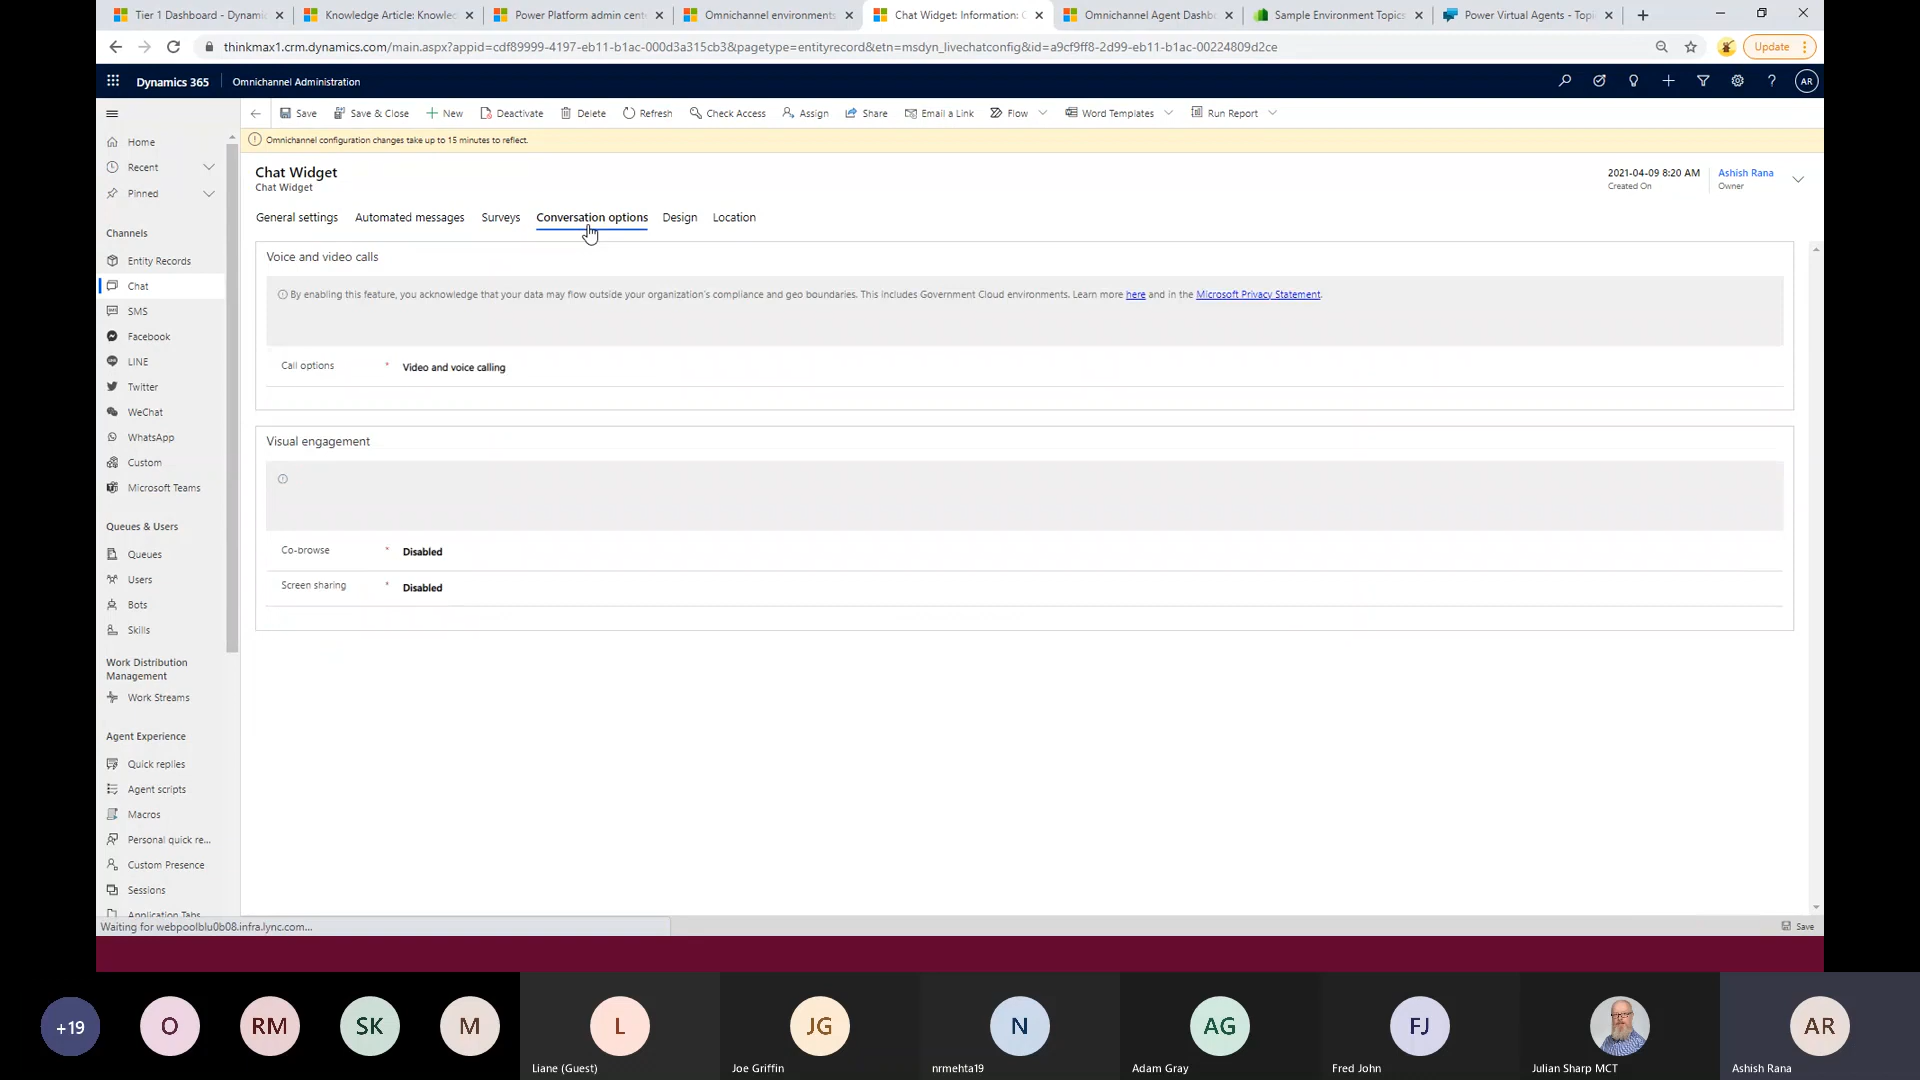 Tier 1 Dashboard - Dynamic
Knowledge Article: Knowled
Power Platform admin cent
Omnichannel environments
Chat Widget: Information: C
Omnichannel Agent Dashb
Sample Environment Topics
Power Virtual Agents - Topi
thinkmax1.crm.dynamics.com/main.aspx?appid=cdf89999-4197-eb11-b1ac-000d3a315cb3&pagetype=entityrecord&etn=msdyn_livechatconfig&id=a9cf9ff8-2d99-eb11-b1ac-00224809d2ce
Update
Dynamics 365
Omnichannel Administration
AR
Save
Save & Close
New
Deactivate
Delete
Refresh
Check Access
Assign
Share
Email a Link
Flow
Word Templates
Run Report
Omnichannel configuration changes take up to 15 minutes to reflect.
Home
Recent
Pinned
Channels
Entity Records
Chat
SMS
Facebook
LINE
Twitter
WeChat
WhatsApp
Custom
Microsoft Teams
Queues & Users
Queues
Users
Bots
Skills
Work Distribution
Management
Work Streams
Agent Experience
Quick replies
Agent scripts
Macros
Personal quick re...
Custom Presence
Sessions
Application Tabs
Chat Widget
Chat Widget
2021-04-09 8:20 AM
Created On
Ashish Rana
Owner
General settings
Automated messages
Surveys
Conversation options
Design
Location
Voice and video calls
By enabling this feature, you acknowledge that your data may flow outside your organization's compliance and geo boundaries. This includes Government Cloud environments. Learn more here and in the Microsoft Privacy Statement.
Call options * Video and voice calling
Visual engagement
Co-browse * Disabled
Screen sharing * Disabled
Waiting for webpoolblu0b08.infra.lync.com...
Save
+19
O
RM
SK
M
L
Liane (Guest)
JG
Joe Griffin
N
nrmehta19
AG
Adam Gray
FJ
Fred John
Julian Sharp MCT
AR
Ashish Rana